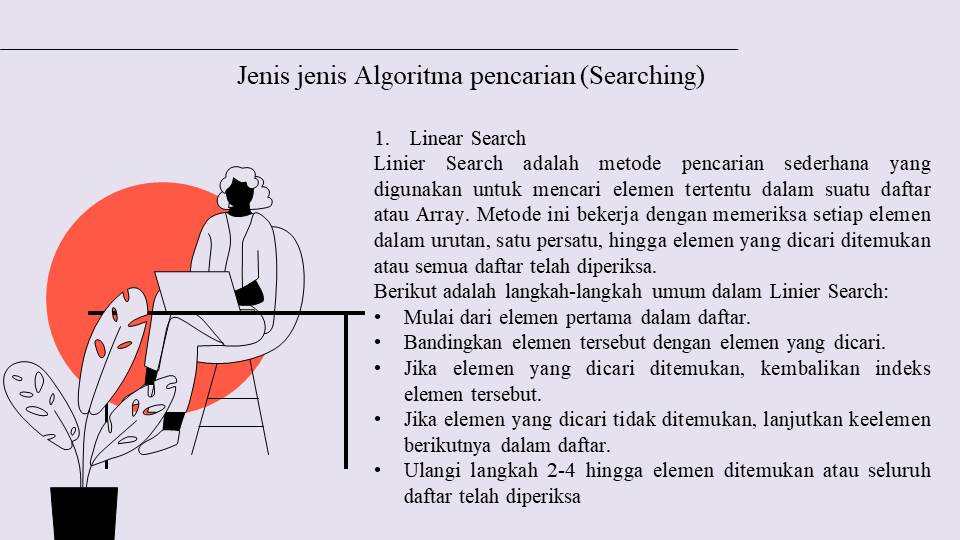 Jenis jenis Algoritma pencarian (Searching)
1. Linear Search
Linier Search adalah metode pencarian sederhana yang
digunakan untuk mencari elemen tertentu dalam suatu daftar
atau Array. Metode ini bekerja dengan memeriksa setiap elemen
dalam urutan, satu persatu, hingga elemen yang dicari ditemukan
atau semua daftar telah diperiksa.
Berikut adalah langkah-langkah umum dalam Linier Search:
• Mulai dari elemen pertama dalam daftar.
• Bandingkan elemen tersebut dengan elemen yang dicari.
• Jika elemen yang dicari ditemukan, kembalikan indeks
elemen tersebut.
• Jika elemen yang dicari tidak ditemukan, lanjutkan keelemen
berikutnya dalam daftar.
• Ulangi langkah 2-4 hingga elemen ditemukan atau seluruh
daftar telah diperiksa